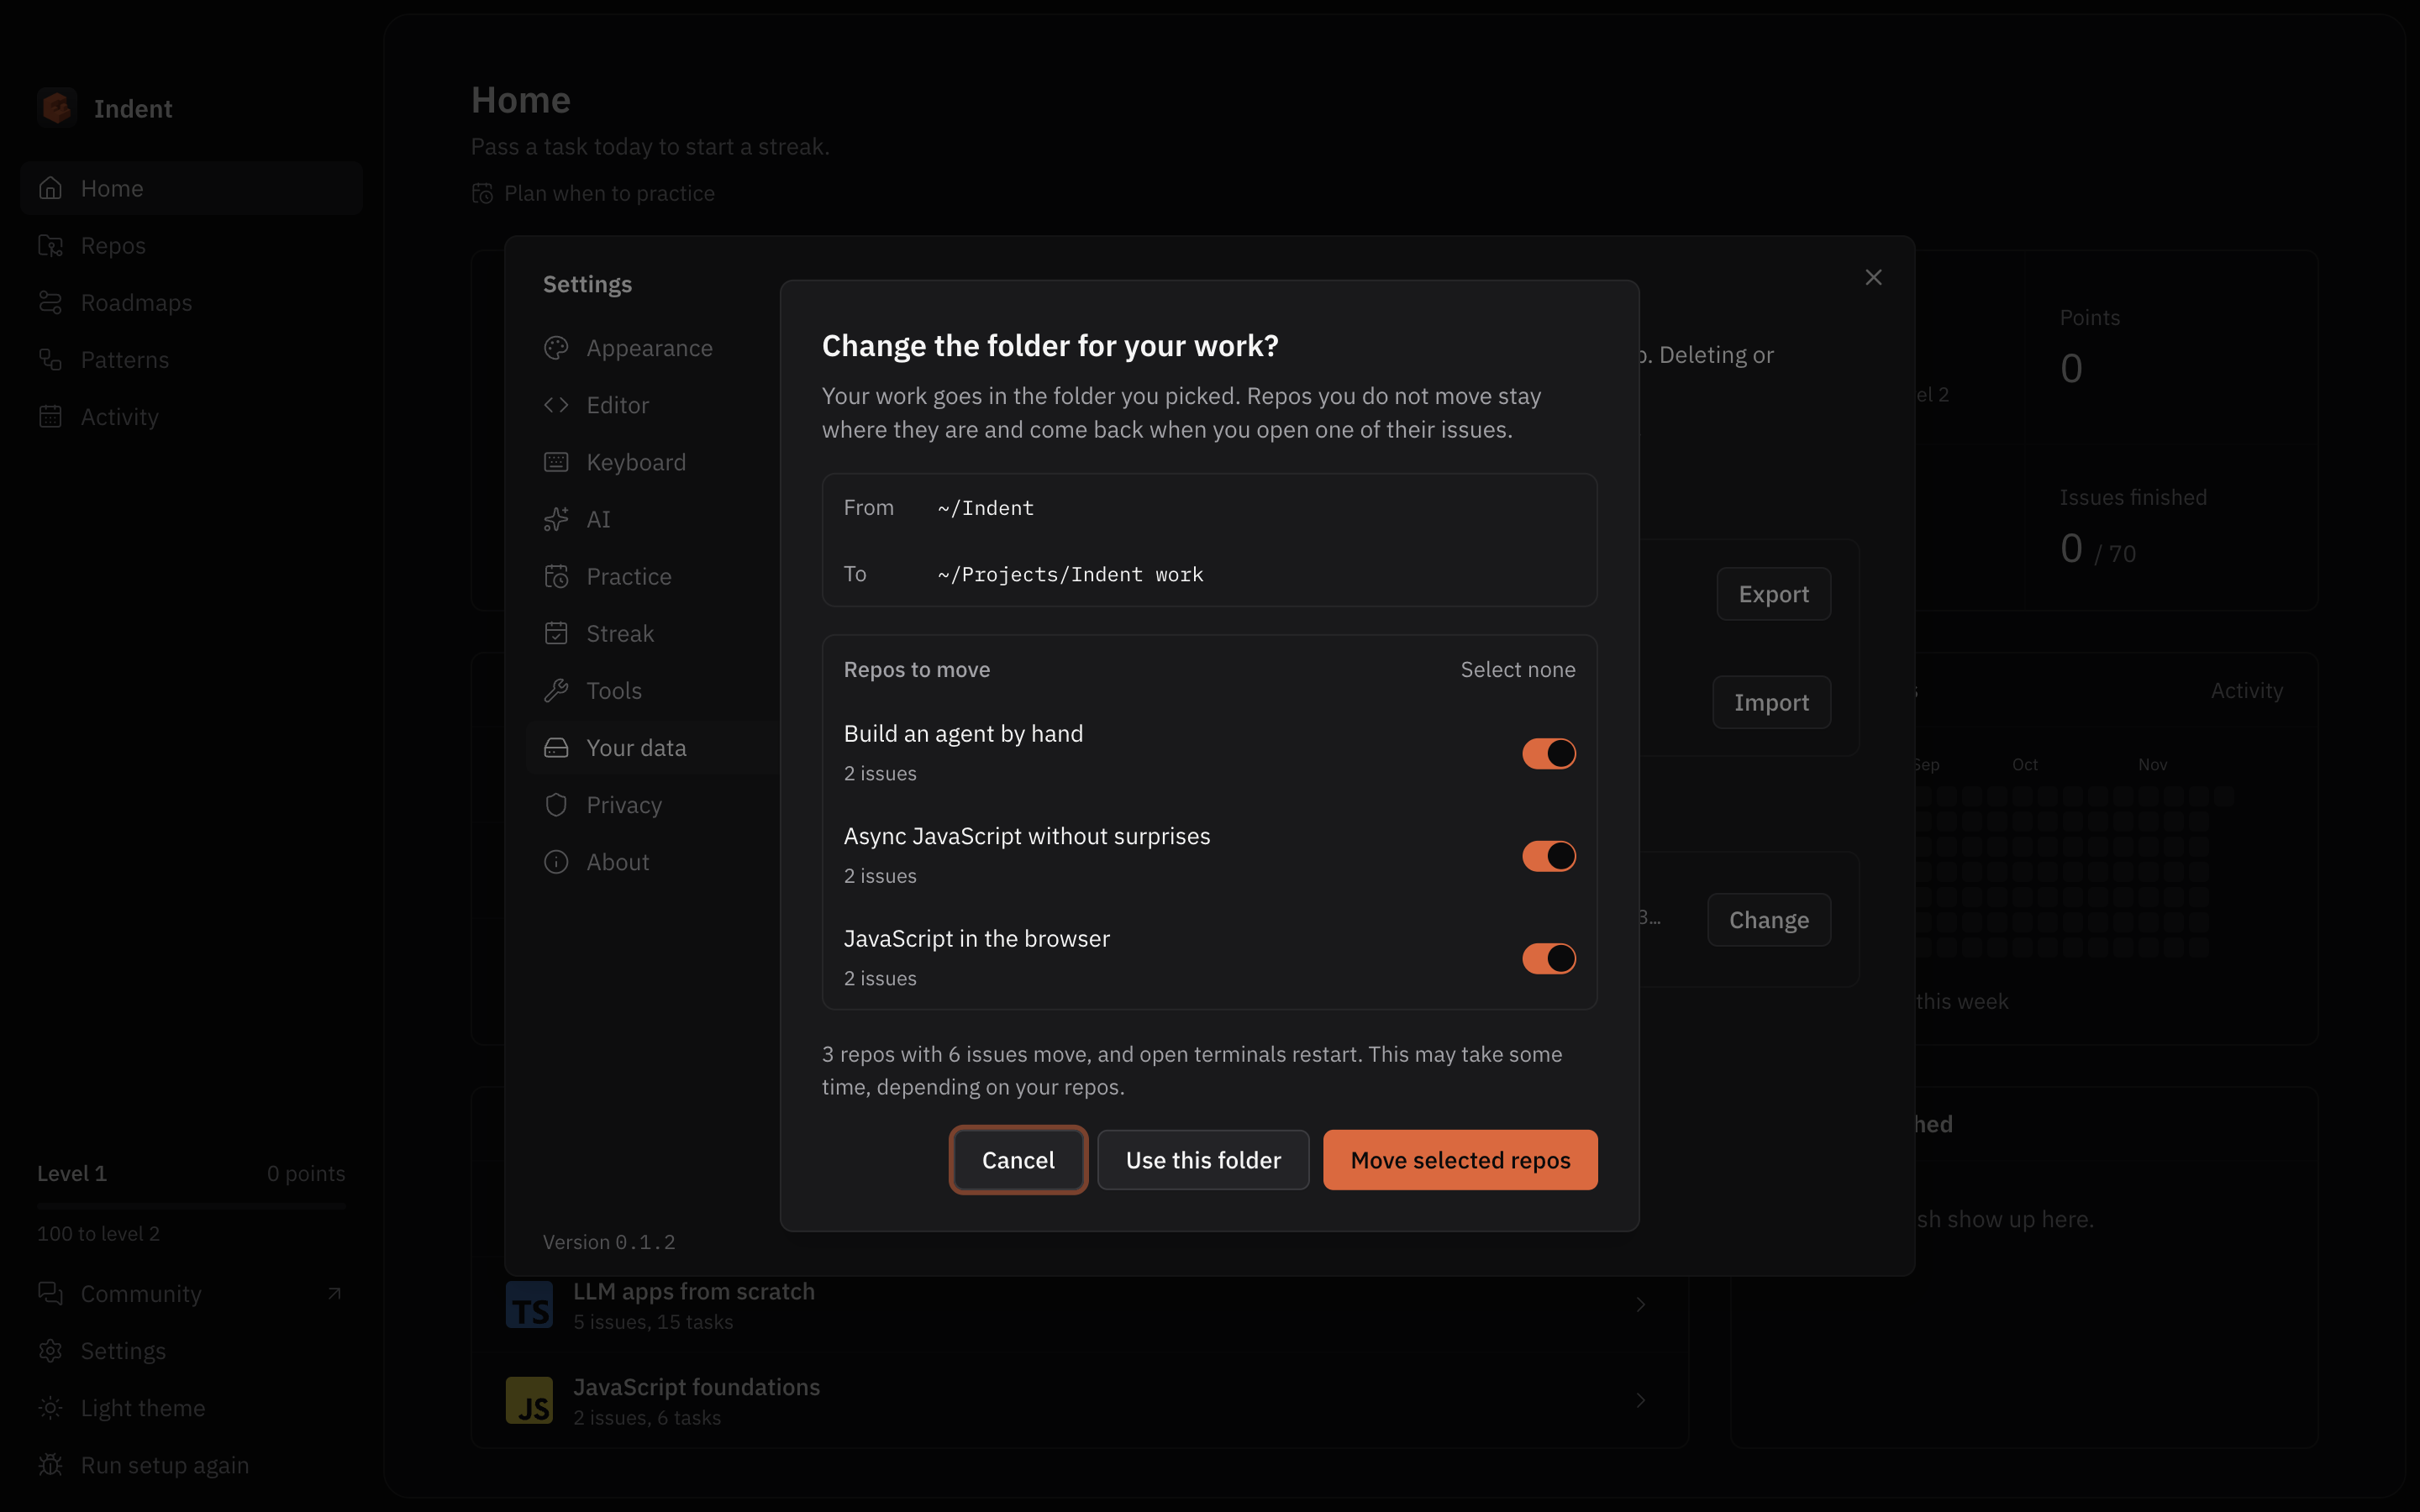 Indent
Home
Repos
Roadmaps
Patterns
Activity
Level 1
0 points
100 to level 2
Community
Settings
Light theme
Run setup again
Home
Pass a task today to start a streak.
Plan when to practice
Settings
Appearance
Editor
Keyboard
AI
Practice
Streak
Tools
Your data
Privacy
About
Version 0.1.2
Deleting or
Export
Import
Change
Change the folder for your work?
Your work goes in the folder you picked. Repos you do not move stay
where they are and come back when you open one of their issues.
From ~/Indent
To ~/Projects/Indent work
Repos to move
Select none
Build an agent by hand
2 issues
Async JavaScript without surprises
2 issues
JavaScript in the browser
2 issues
3 repos with 6 issues move, and open terminals restart. This may take some
time, depending on your repos.
Cancel
Use this folder
Move selected repos
Points
0
2
Issues finished
0 / 70
Activity
Sep Oct Nov
this week
show up here.
TS
LLM apps from scratch
5 issues, 15 tasks
JS
JavaScript foundations
2 issues, 6 tasks